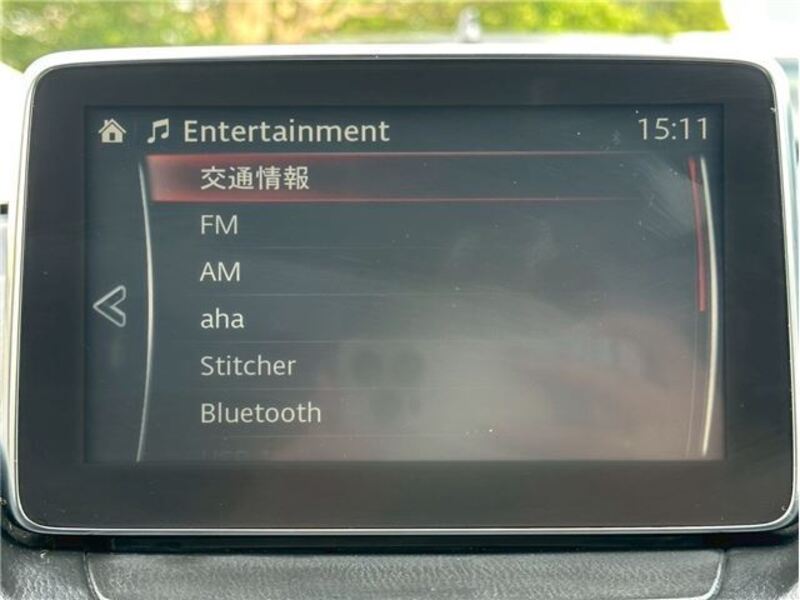 Entertainment 15:11
交通情報
FM
AM
aha
Stitcher
Bluetooth